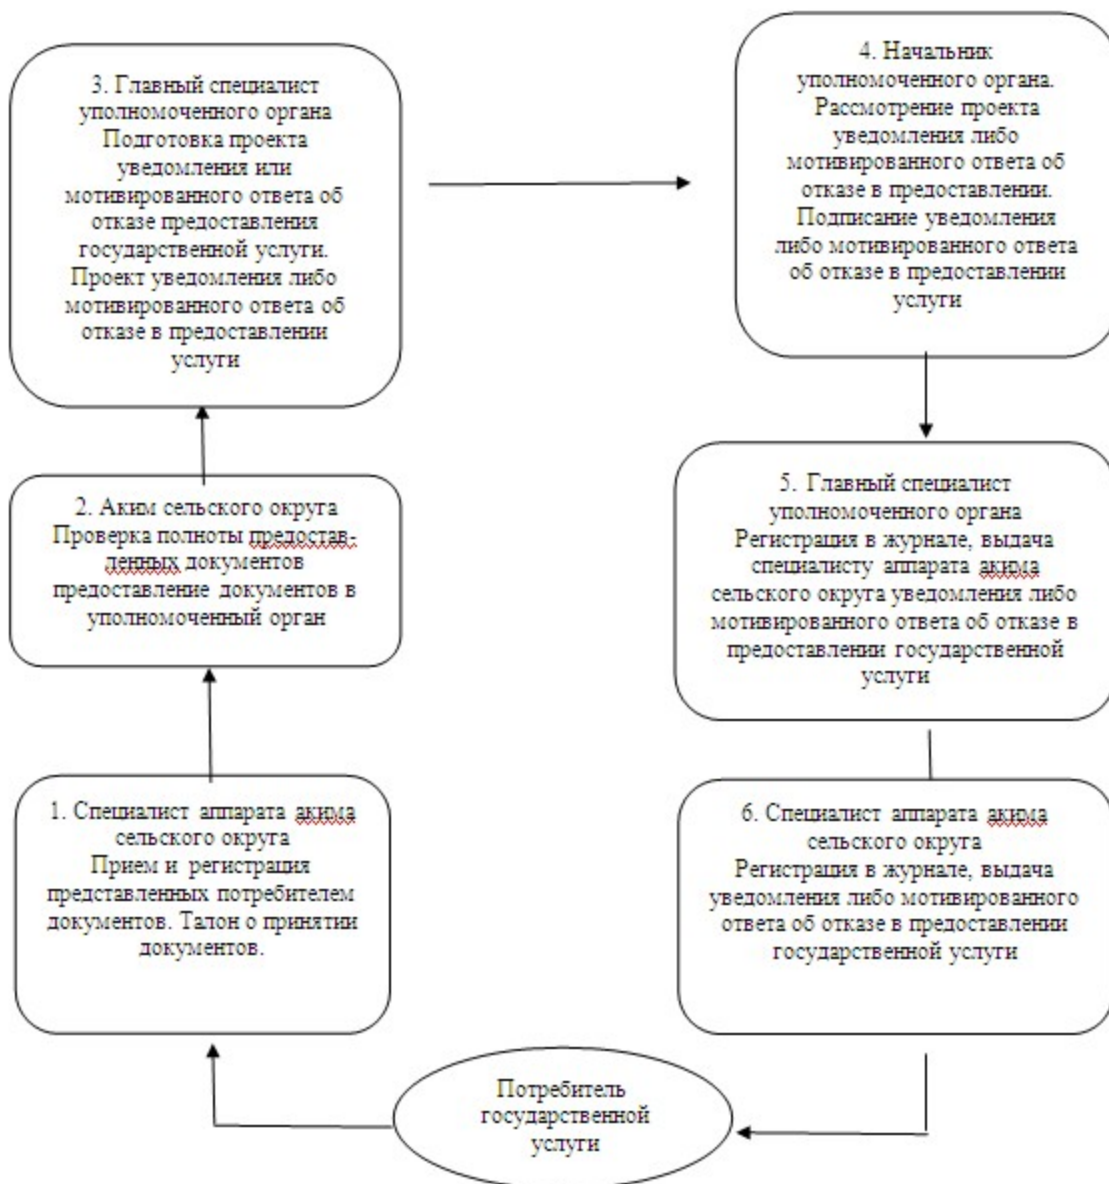 3. Главный специалист
уполномоченного органа
Подготовка проекта
уведомления или
мотивированного ответа об
отказе предоставления
государственной услуги.
Проект уведомления либо
мотивированного ответа об
отказе в предоставлении
услуги
4. Начальник
уполномоченного органа.
Рассмотрение проекта
уведомления либо
мотивированного ответа об
отказе в предоставлении.
Подписание уведомления
либо мотивированного ответа
об отказе в предоставлении
услуги
2. Аким сельского округа
Проверка полноты предостав-
ленных документов
предоставление документов в
уполномоченный орган
5. Главный специалист
уполномоченного органа
Регистрация в журнале, выдача
специалисту аппарата акима
сельского округа уведомления либо
мотивированного ответа об отказе в
предоставлении государственной
услуги
1. Специалист аппарата акима
сельского округа
Прием и регистрация
представленных потребителем
документов. Талон о принятии
документов.
6. Специалист аппарата акима
сельского округа
Регистрация в журнале, выдача
уведомления либо мотивированного
ответа об отказе в предоставлении
государственной услуги
Потребитель
государственной
услуги